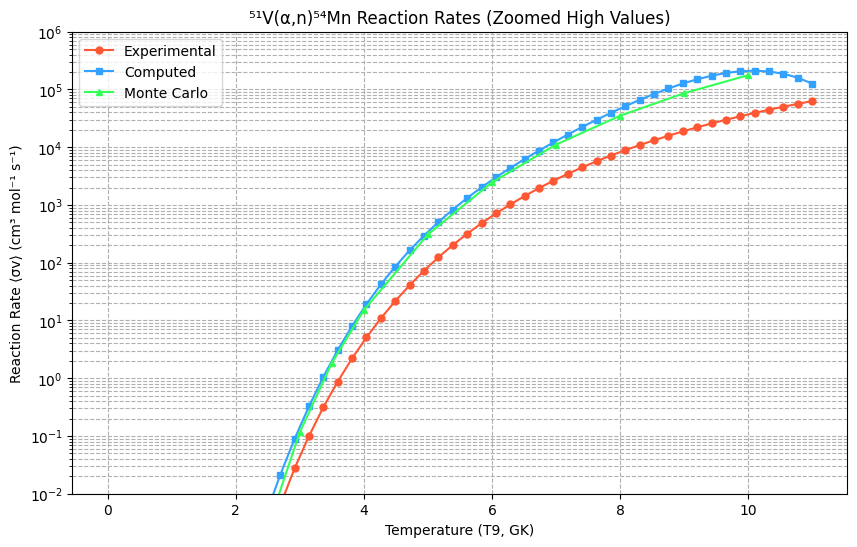 ⁵¹V(α,n)⁵⁴Mn Reaction Rates (Zoomed High Values)
Experimental
Computed
Monte Carlo
Reaction Rate ⟨σv⟩ (cm³ mol⁻¹ s⁻¹)
10⁶
10⁵
10⁴
10³
10²
10¹
10⁰
10⁻¹
10⁻²
0 2 4 6 8 10
Temperature (T9, GK)